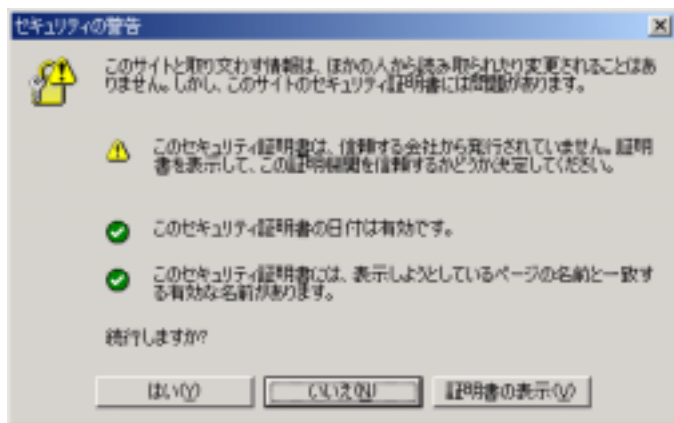 セキュリティの警告
このサイトと取り交わす情報は、ほかの人から読み取られたり変更されることはあ
りません。しかし、このサイトのセキュリティ証明書には問題があります。
このセキュリティ証明書は、信頼する会社から発行されていません。証明
書を表示して、この証明機関を信頼するかどうか決定してください。
このセキュリティ証明書の日付は有効です。
このセキュリティ証明書には、表示しようとしているページの名前と一致す
る有効な名前があります。
続行しますか?
はい(Y)
いいえ(N)
証明書の表示(V)